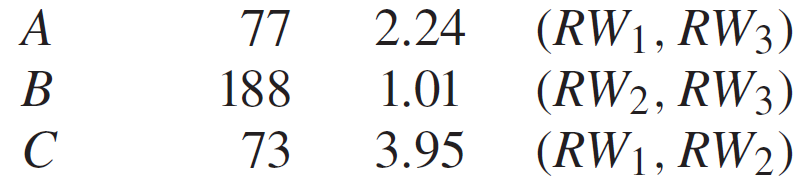 A 77 2.24 (RW1, RW3)
B 188 1.01 (RW2, RW3)
C 73 3.95 (RW1, RW2)